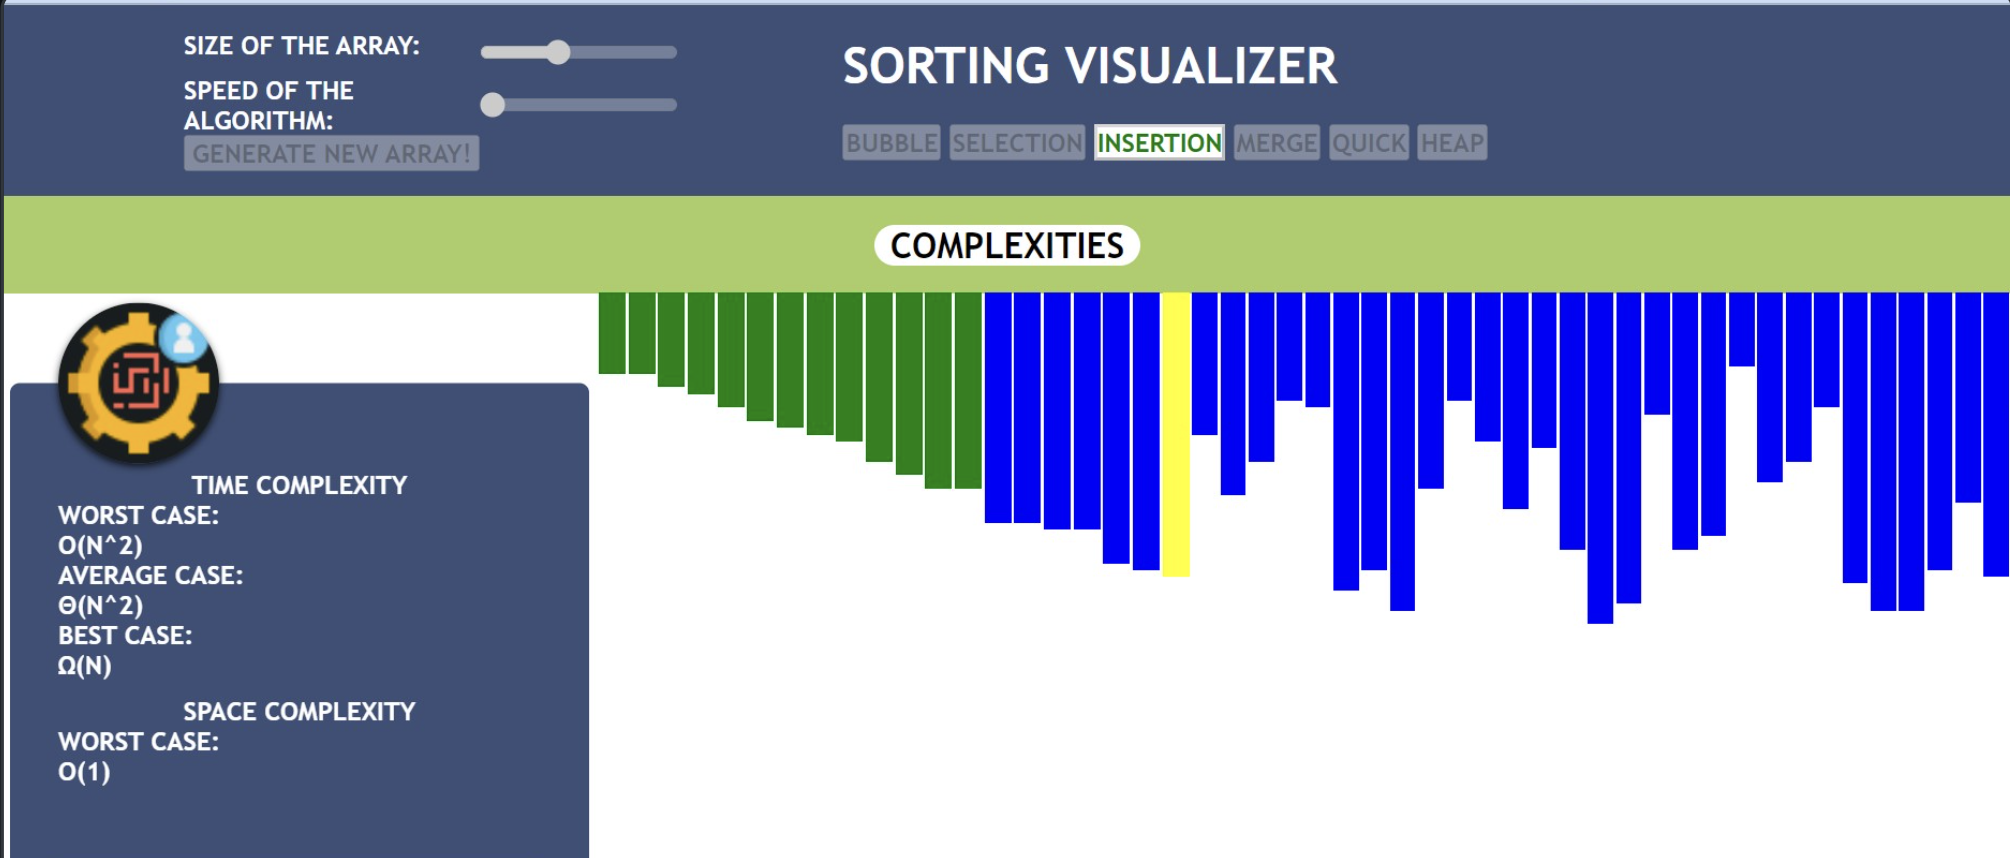 SIZE OF THE ARRAY:
SPEED OF THE
ALGORITHM:
GENERATE NEW ARRAY!
SORTING VISUALIZER
BUBBLE SELECTION INSERTION MERGE QUICK HEAP
COMPLEXITIES
TIME COMPLEXITY
WORST CASE:
O(N^2)
AVERAGE CASE:
Θ(N^2)
BEST CASE:
Ω(N)
SPACE COMPLEXITY
WORST CASE:
O(1)